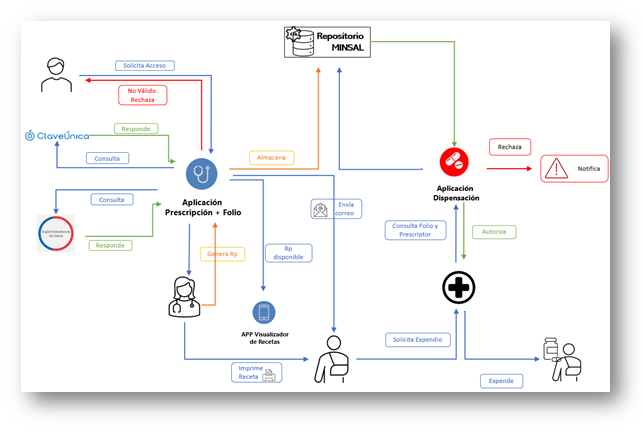 Repositorio
MINSAL
Solicita Acceso
No Válido.
Rechaza
ClaveÚnica
Responde
Consulta
Almacena
Rechaza
Notifica
Aplicación
Prescripción + Folio
Aplicación
Dispensación
Consulta
Envía
correo
Superintendencia
de Salud
Responde
Genera Rp
Rp
disponible
Consulta Folio y
Prescriptor
Autoriza
APP Visualizador
de Recetas
Solicita Expendio
Imprime
Receta
Expende